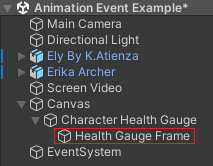 Animation Event Example*
Main Camera
Directional Light
Ely By K.Atienza
Erika Archer
Screen Video
Canvas
Character Health Gauge
Health Gauge Frame
EventSystem